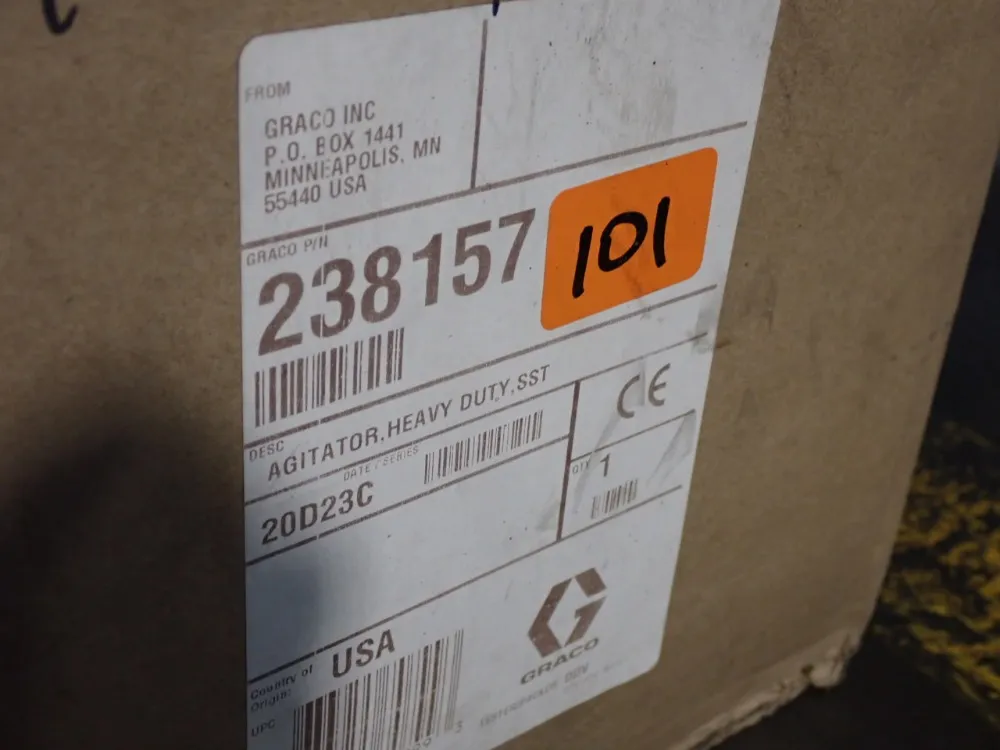 FROM
GRACO INC
P.O. BOX 1441
MINNEAPOLIS, MN
55440 USA
GRACO P/N
238157
101
DESC
AGITATOR,HEAVY DUTY,SST
DATE / SERIES
20D23C
CE
QTY
1
Country of
Origin:
USA
UPC
GRACO